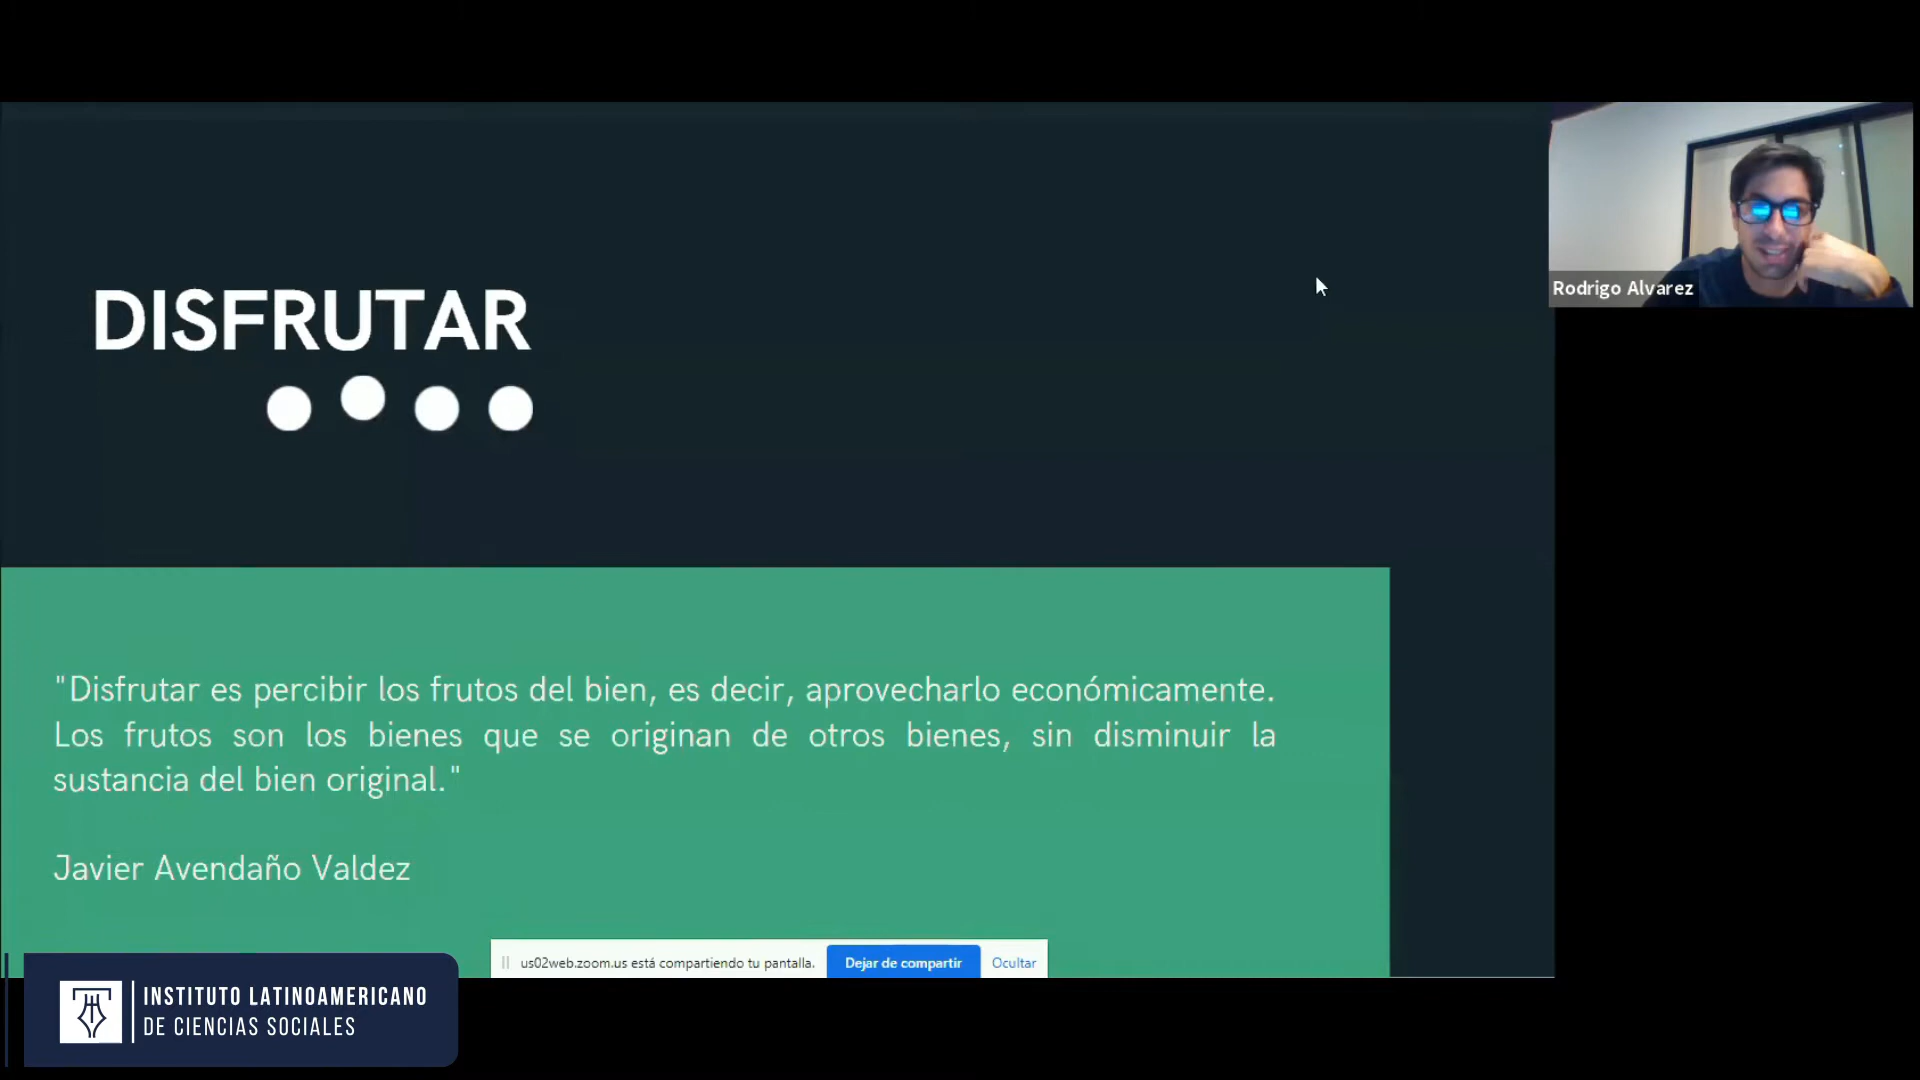 DISFRUTAR
Rodrigo Alvarez
"Disfrutar es percibir los frutos del bien, es decir, aprovecharlo económicamente.
Los frutos son los bienes que se originan de otros bienes, sin disminuir la
sustancia del bien original."
Javier Avendaño Valdez
us02web.zoom.us está compartiendo tu pantalla. Dejar de compartir Ocultar
INSTITUTO LATINOAMERICANO
DE CIENCIAS SOCIALES